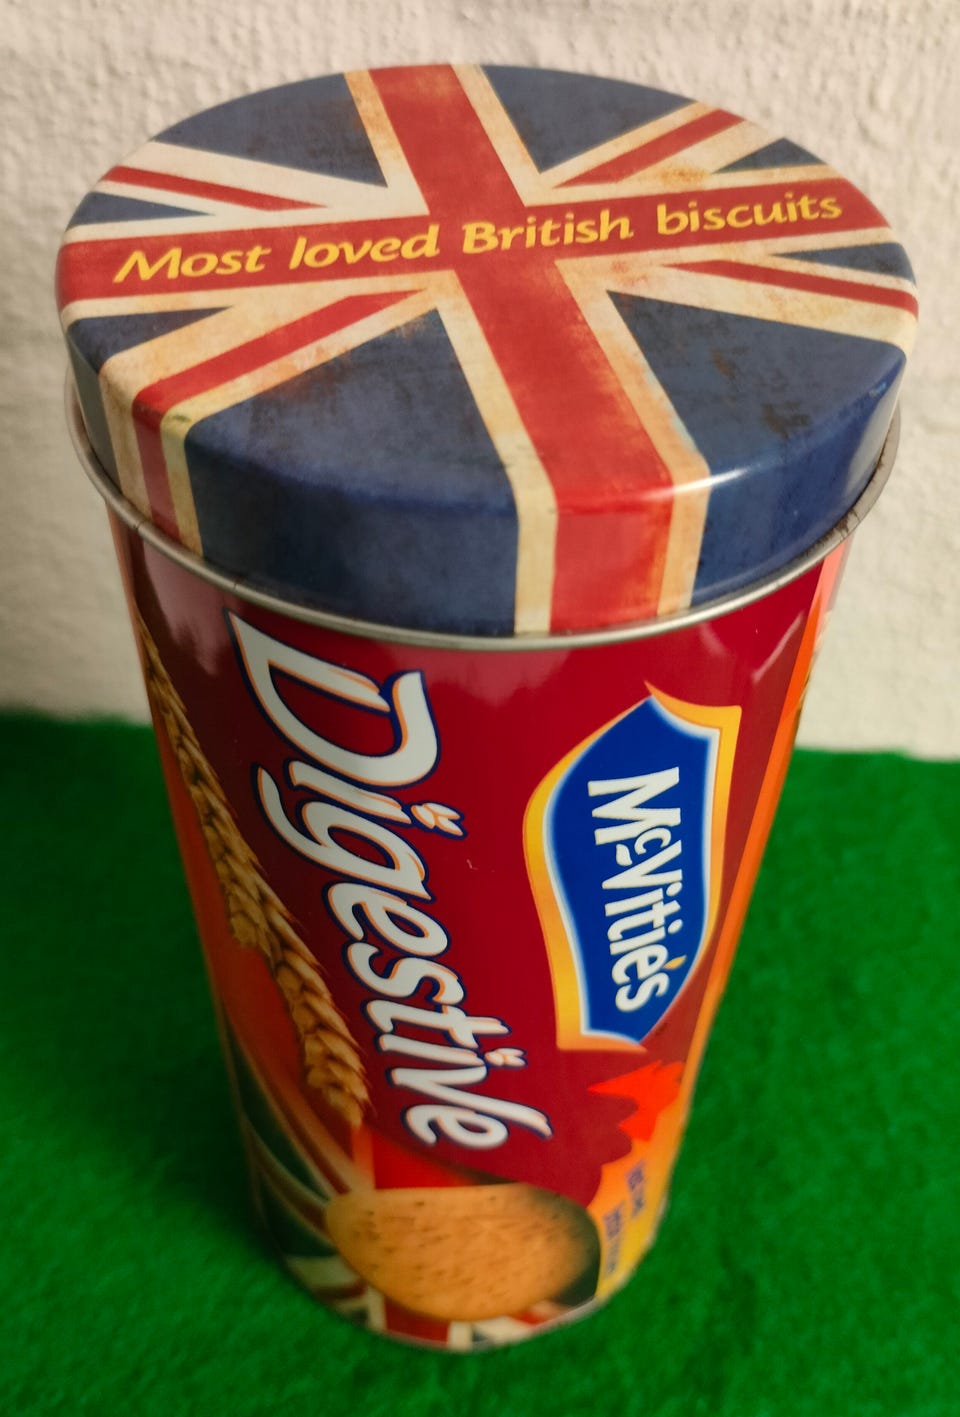 Most loved British biscuits
McVitie's
Digestive